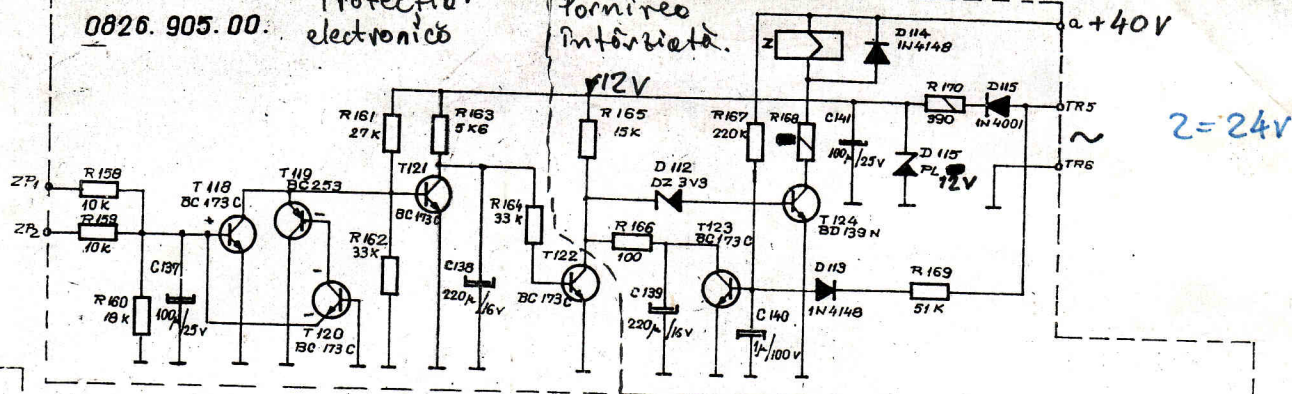 0826. 905. 00.
Protecția
electronică
Pornirea
întârziată.
a +40V
Z
D114
1N4148
12V
R161
27K
R163
5K6
R165
15K
R167
220K
R168
C141
100µ/25V
R170
390
D115
1N4001
TR5
~
TR6
Z=24V
D115
PL 12V
ZP1
R158
10K
ZP2
R159
10K
T118
BC173C
+
T119
BC253
T121
BC173C
R164
33K
D112
DZ 3V3
T124
BD139N
R166
100
T123
BC173C
R162
33K
C137
100µ/25V
R160
18K
T120
BC173C
C138
220µ/16V
T122
BC173C
C139
220µ/16V
C140
1µ/100V
D113
1N4148
R169
51K